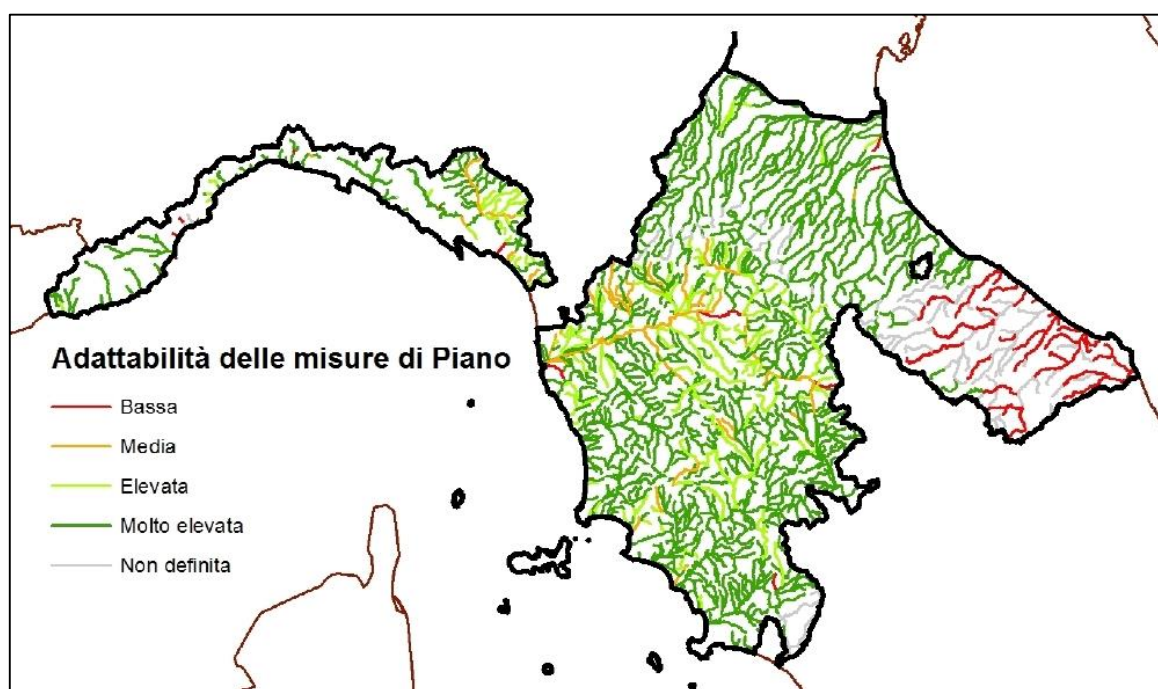 Adattabilità delle misure di Piano
Bassa
Media
Elevata
Molto elevata
Non definita